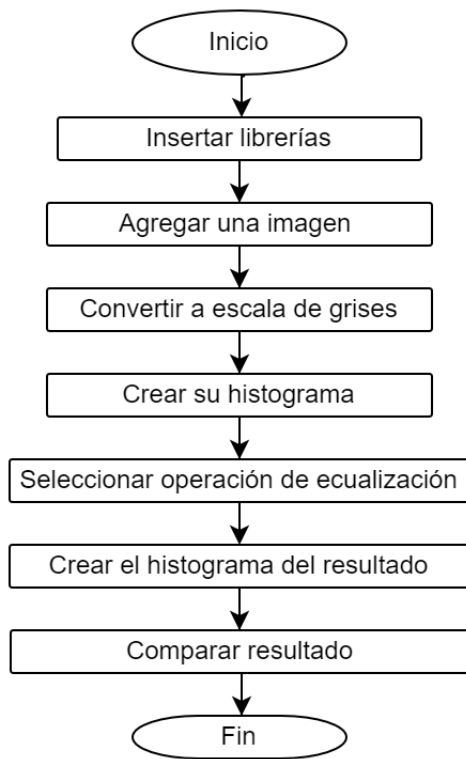 Inicio
Insertar librerías
Agregar una imagen
Convertir a escala de grises
Crear su histograma
Seleccionar operación de ecualización
Crear el histograma del resultado
Comparar resultado
Fin